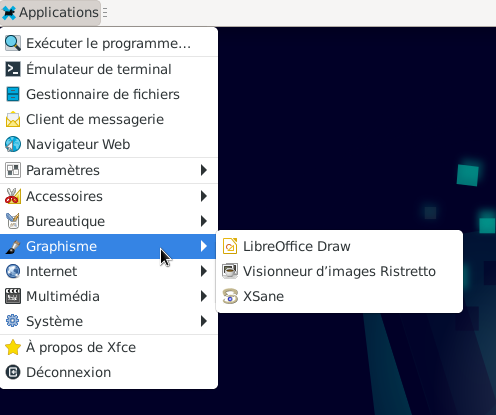 Applications
Exécuter le programme...
Émulateur de terminal
Gestionnaire de fichiers
Client de messagerie
Navigateur Web
Paramètres
Accessoires
Bureautique
Graphisme
LibreOffice Draw
Internet
Visionneur d’images Ristretto
Multimédia
XSane
Système
À propos de Xfce
Déconnexion